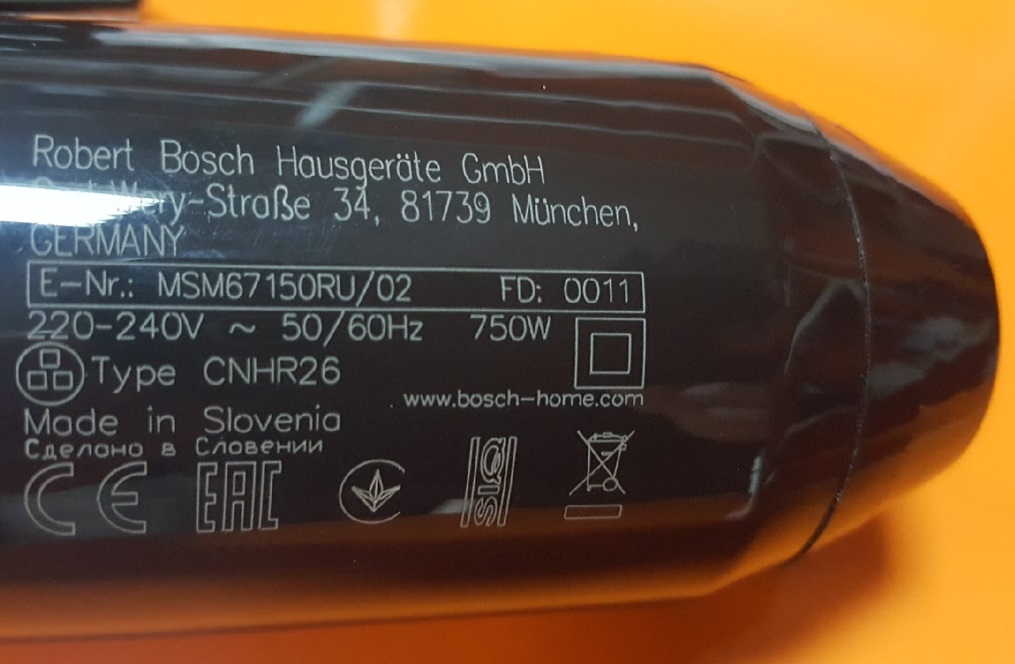 Robert Bosch Hausgeräte GmbH
Wery-Straße 34, 81739 München,
GERMANY
E-Nr.: MSM67150RU/02 FD: 0011
220-240V ~ 50/60Hz 750W
Type CNHR26
www.bosch-home.com
Made in Slovenia
Сделано в Словении
CE EAC SIQ